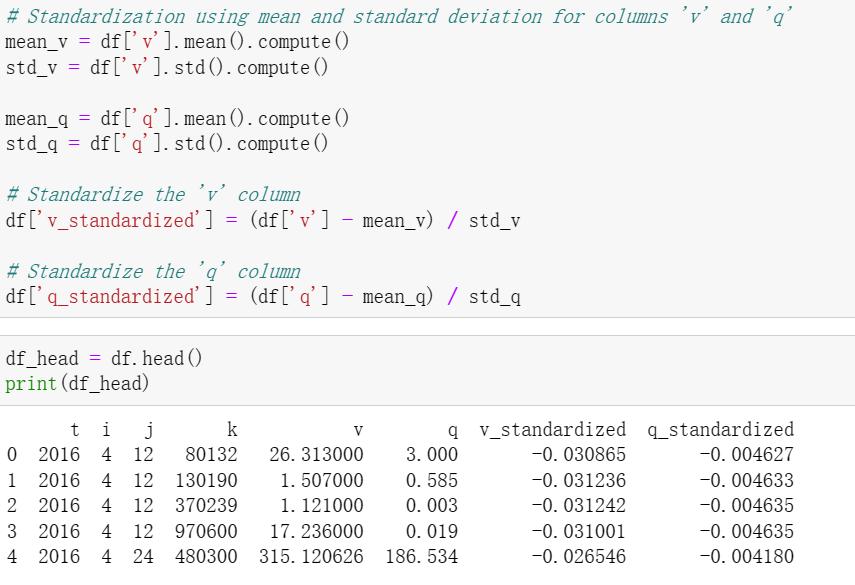 # Standardization using mean and standard deviation for columns 'v' and 'q'
mean_v = df['v'].mean().compute()
std_v = df['v'].std().compute()
mean_q = df['q'].mean().compute()
std_q = df['q'].std().compute()
# Standardize the 'v' column
df['v_standardized'] = (df['v'] - mean_v) / std_v
# Standardize the 'q' column
df['q_standardized'] = (df['q'] - mean_q) / std_q
df_head = df.head()
print(df_head)
t i j k v q v_standardized q_standardized
0 2016 4 12 80132 26.313000 3.000 -0.030865 -0.004627
1 2016 4 12 130190 1.507000 0.585 -0.031236 -0.004633
2 2016 4 12 370239 1.121000 0.003 -0.031242 -0.004635
3 2016 4 12 970600 17.236000 0.019 -0.031001 -0.004635
4 2016 4 24 480300 315.120626 186.534 -0.026546 -0.004180